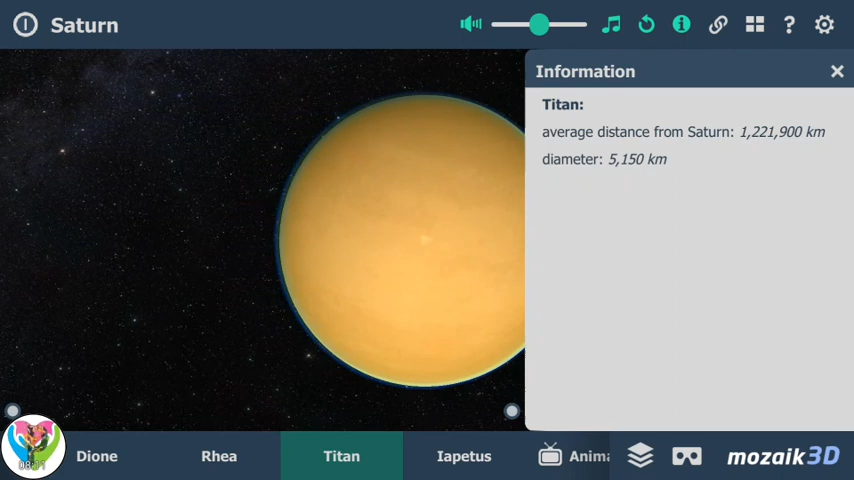 Saturn
Information
Titan:
average distance from Saturn: 1,221,900 km
diameter: 5,150 km
Dione
Rhea
Titan
Iapetus
Anima
mozaik3D